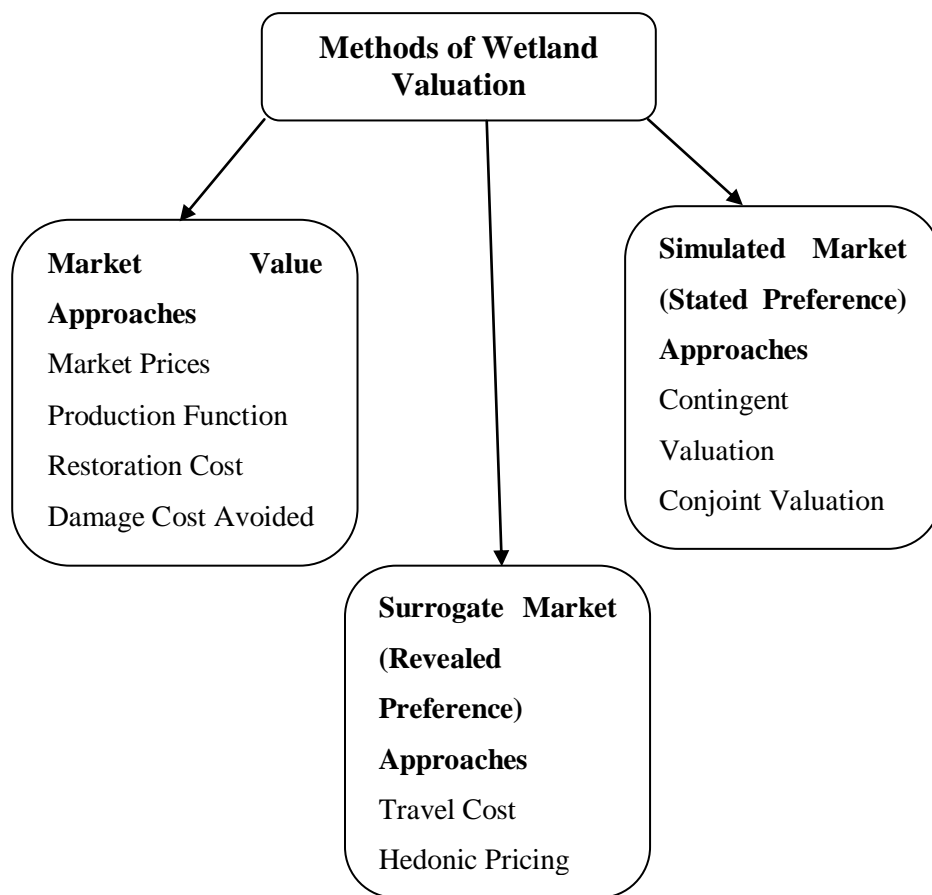 Methods of Wetland
Valuation
Market Value
Approaches
Market Prices
Production Function
Restoration Cost
Damage Cost Avoided
Simulated Market
(Stated Preference)
Approaches
Contingent
Valuation
Conjoint Valuation
Surrogate Market
(Revealed
Preference)
Approaches
Travel Cost
Hedonic Pricing